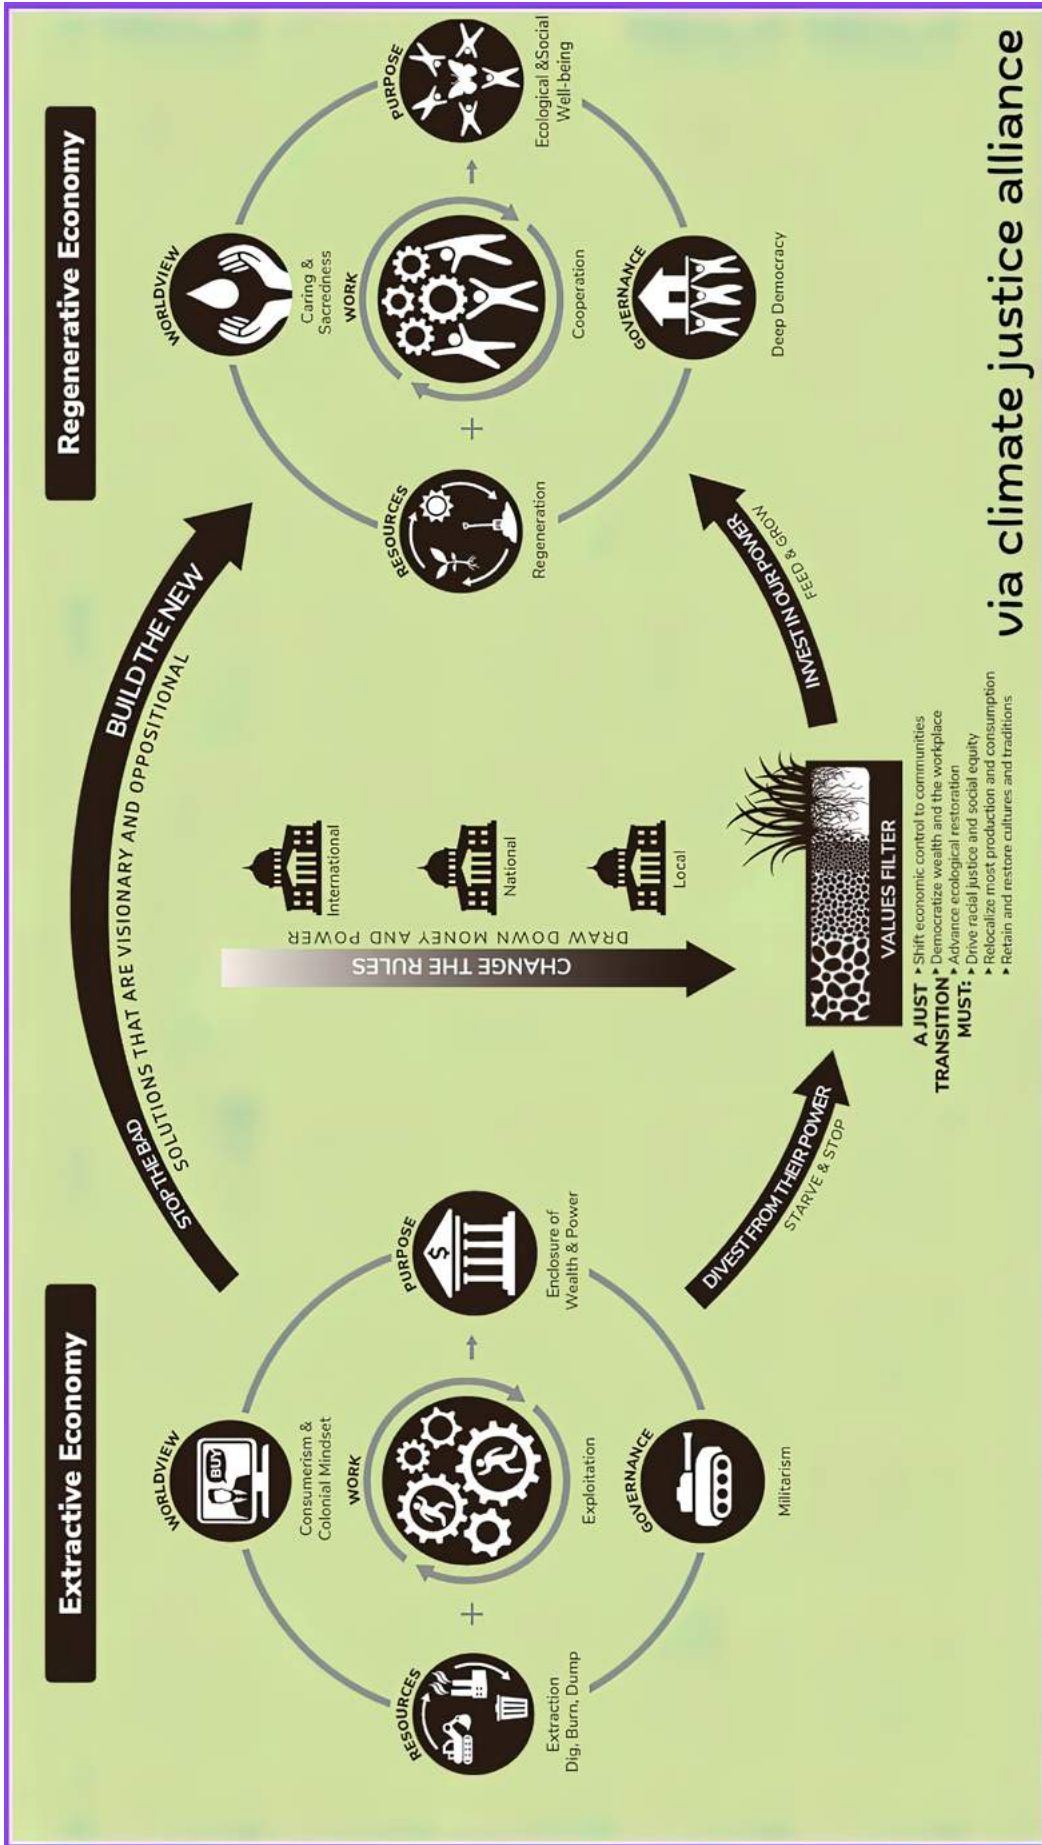 Extractive Economy
Regenerative Economy
STOP THE BAD
BUILD THE NEW
SOLUTIONS THAT ARE VISIONARY AND OPPOSITIONAL
WORLDVIEW
BUY
Consumerism &
Colonial Mindset
RESOURCES
Extraction
Dig, Burn, Dump
+
WORK
Exploitation
PURPOSE
$
Enclosure of
Wealth & Power
GOVERNANCE
Militarism
CHANGE THE RULES
DRAW DOWN MONEY AND POWER
International
National
Local
DIVEST FROM THEIR POWER
STARVE & STOP
VALUES FILTER
A JUST
TRANSITION
MUST:
▸ Shift economic control to communities
▸ Democratize wealth and the workplace
▸ Advance ecological restoration
▸ Drive racial justice and social equity
▸ Relocalize most production and consumption
▸ Retain and restore cultures and traditions
INVEST IN OUR POWER
FEED & GROW
WORLDVIEW
Caring &
Sacredness
RESOURCES
Regeneration
+
WORK
Cooperation
PURPOSE
Ecological &Social
Well-being
GOVERNANCE
Deep Democracy
via climate justice alliance